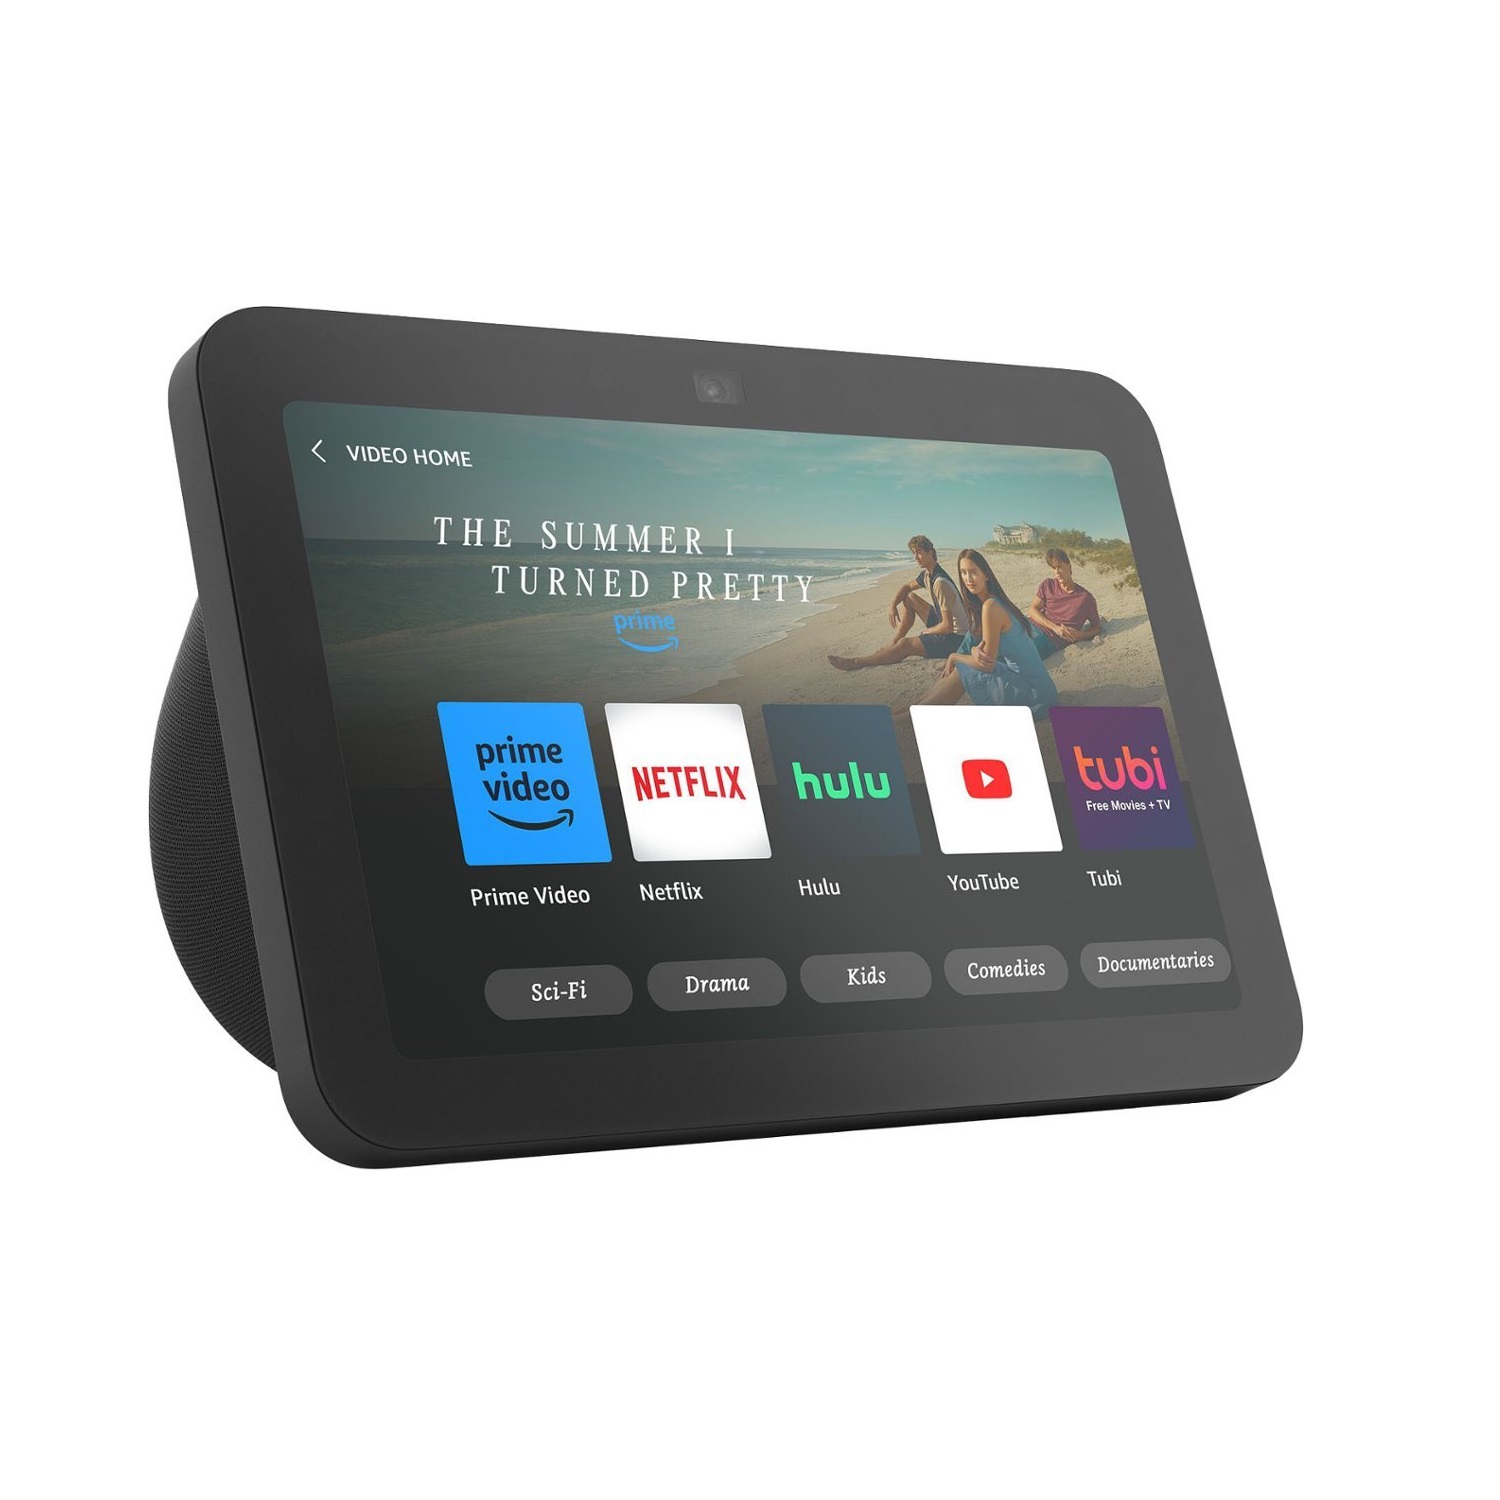 VIDEO HOME
THE SUMMER I
TURNED PRETTY
prime
prime
video
NETFLIX
hulu
tubi
Free Movies + TV
Prime Video
Netflix
Hulu
YouTube
Tubi
Sci-Fi
Drama
Kids
Comedies
Documentaries